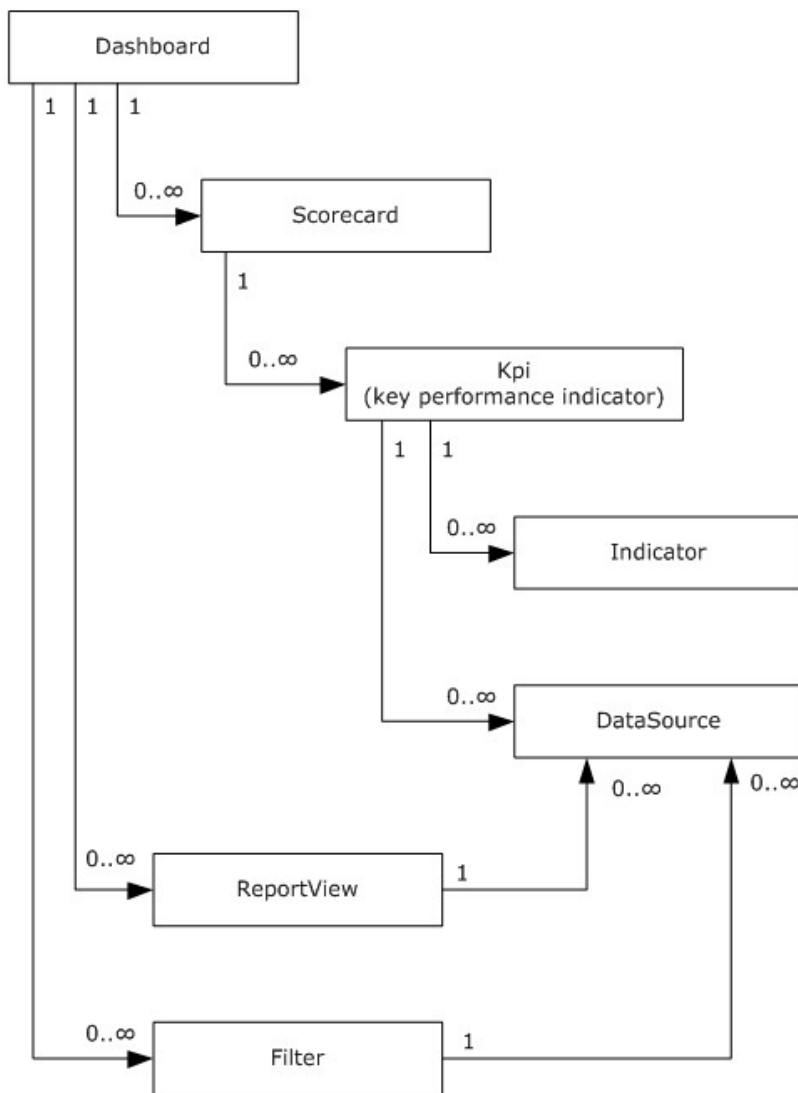 Dashboard
1
1
1
0..∞
Scorecard
1
0..∞
Kpi
(key performance indicator)
1
1
0..∞
Indicator
0..∞
DataSource
0..∞
0..∞
0..∞
ReportView
1
0..∞
Filter
1